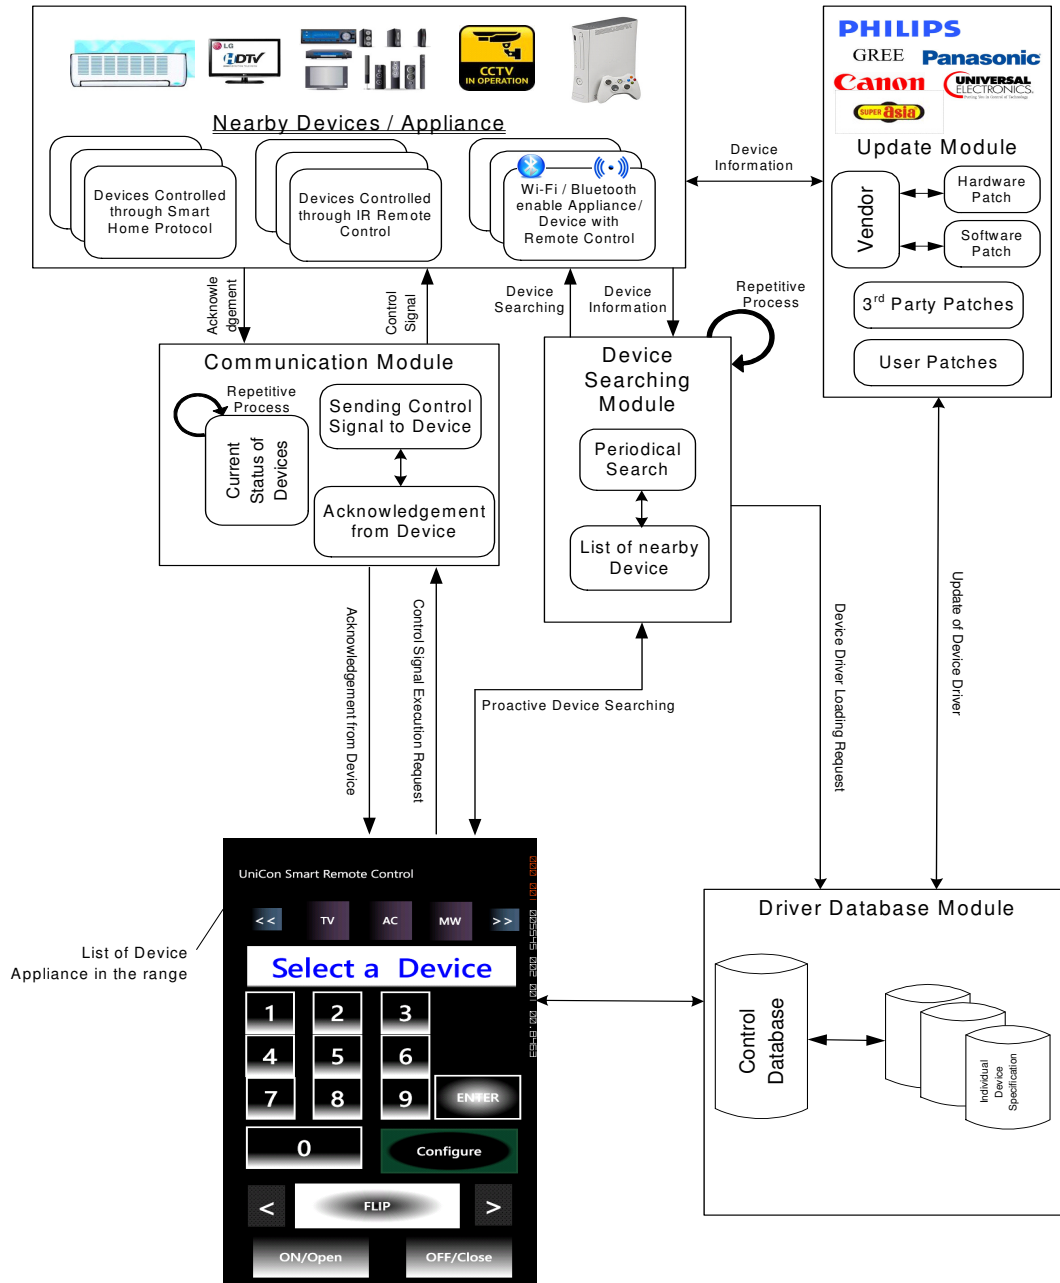 LG
HDTV
CCTV
IN OPERATION
Nearby Devices / Appliance
Devices Controlled
through Smart
Home Protocol
Devices Controlled
through IR Remote
Control
Wi-Fi / Bluetooth
enable Appliance/
Device with
Remote Control
PHILIPS
GREE
Panasonic
Canon
UNIVERSAL
ELECTRONICS.
SUPER asia
Update Module
Vendor
Hardware
Patch
Software
Patch
3rd Party Patches
User Patches
Device
Information
Acknowle
dgement
Control
Signal
Device
Searching
Device
Information
Repetitive
Process
Communication Module
Repetitive
Process
Current
Status of
Devices
Sending Control
Signal to Device
Acknowledgement
from Device
Device
Searching
Module
Periodical
Search
List of nearby
Device
Acknowledgement from Device
Control Signal Execution Request
Proactive Device Searching
Device Driver Loading Request
Update of Device Driver
UniCon Smart Remote Control
<< TV AC MW >>
List of Device
Appliance in the range
Select a Device
1 2 3
4 5 6
7 8 9 ENTER
0 Configure
< FLIP >
ON/Open OFF/Close
Driver Database Module
Control
Database
Individual
Device
Specification